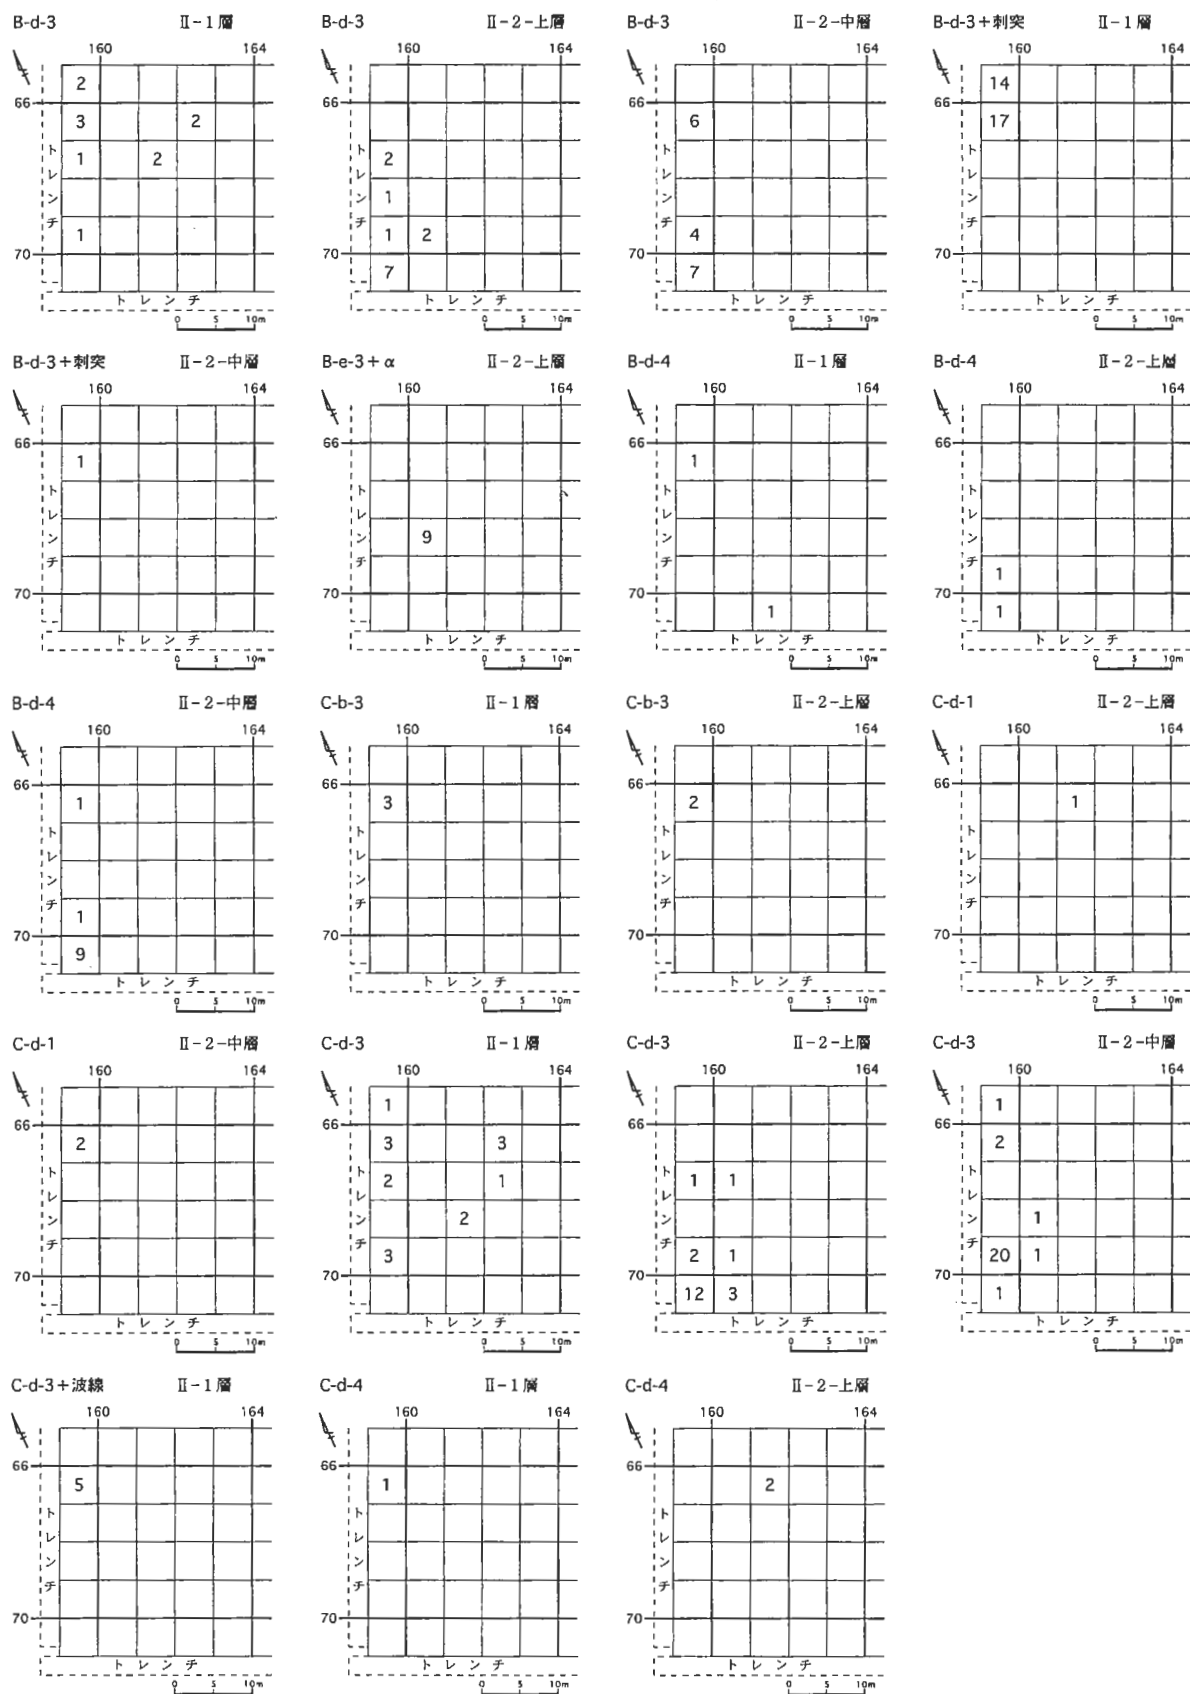 B-d-3 II-1層
160 164
2
66
3 2
1 2
トレンチ
1
70
トレンチ
0 5 10m
B-d-3 II-2-上層
160 164
66
2
トレンチ
1
1 2
70
7
トレンチ
0 5 10m
B-d-3 II-2-中層
160 164
66
6
トレンチ
4
70
7
トレンチ
0 5 10m
B-d-3+刺突 II-1層
160 164
14
66
17
トレンチ
70
トレンチ
0 5 10m
B-d-3+刺突 II-2-中層
160 164
66
1
トレンチ
70
トレンチ
0 5 10m
B-e-3+α II-2-上層
160 164
66
トレンチ
9
70
トレンチ
0 5 10m
B-d-4 II-1層
160 164
66
1
トレンチ
70
1
トレンチ
0 5 10m
B-d-4 II-2-上層
160 164
66
トレンチ
1
70
1
トレンチ
0 5 10m
B-d-4 II-2-中層
160 164
66
1
トレンチ
1
70
9
トレンチ
0 5 10m
C-b-3 II-1層
160 164
66
3
トレンチ
70
トレンチ
0 5 10m
C-b-3 II-2-上層
160 164
66
2
トレンチ
70
トレンチ
0 5 10m
C-d-1 II-2-上層
160 164
66
1
トレンチ
70
トレンチ
0 5 10m
C-d-1 II-2-中層
160 164
66
2
トレンチ
70
トレンチ
0 5 10m
C-d-3 II-1層
160 164
1
66
3 3
2 1
トレンチ
2
3
70
トレンチ
0 5 10m
C-d-3 II-2-上層
160 164
66
1 1
トレンチ
2 1
70
12 3
トレンチ
0 5 10m
C-d-3 II-2-中層
160 164
1
66
2
トレンチ
1
20 1
70
1
トレンチ
0 5 10m
C-d-3+波線 II-1層
160 164
66
5
トレンチ
70
トレンチ
0 5 10m
C-d-4 II-1層
160 164
66
1
トレンチ
70
トレンチ
0 5 10m
C-d-4 II-2-上層
160 164
66
2
トレンチ
70
トレンチ
0 5 10m